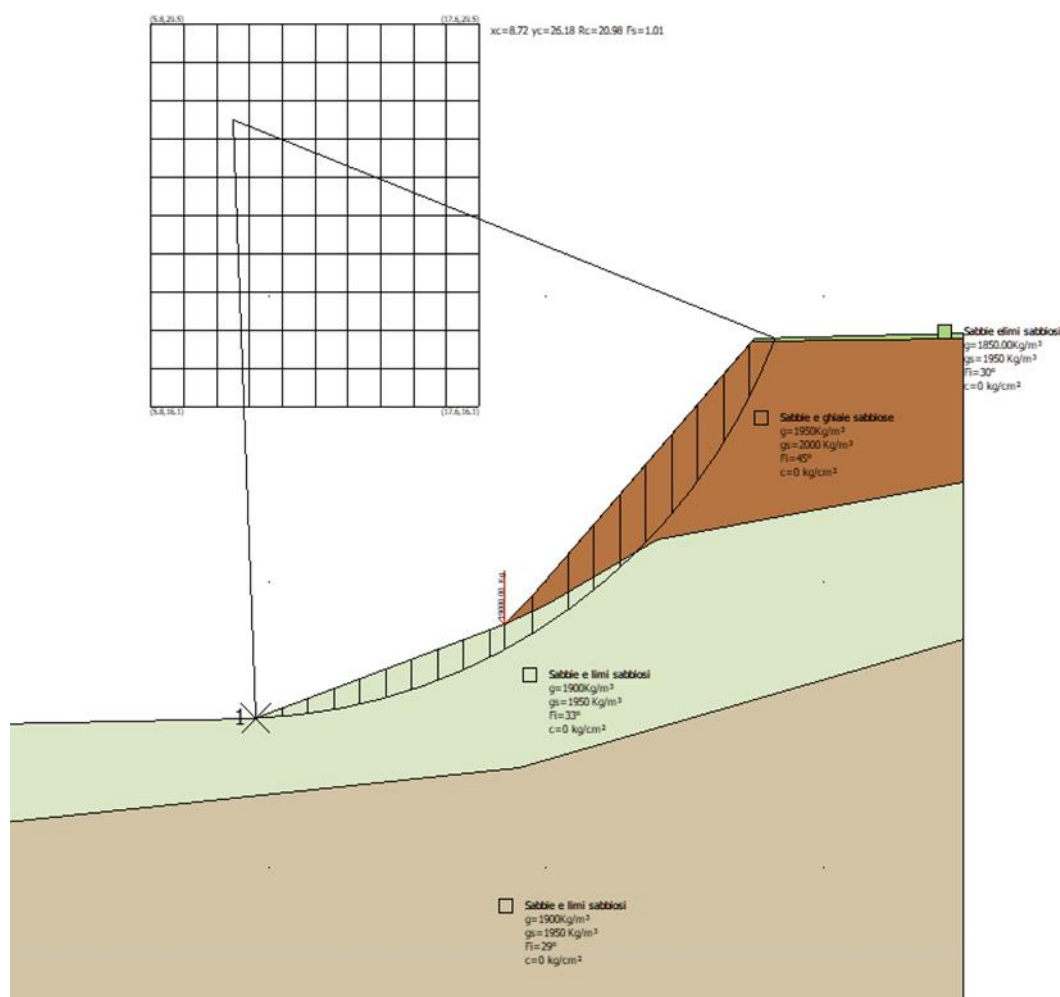 (5.8,29.5)
(17.6,29.5)
xc=8.72 yc=26.18 Rc=20.98 Fs=1.01
(5.8,16.1)
(17.6,16.1)
Sabbie elimi sabbiosi
g=1850.00Kg/m³
gs=1950 Kg/m³
Fi=30°
c=0 kg/cm²
Sabbie e ghiaie sabbiose
g=1950Kg/m³
gs=2000 Kg/m³
Fi=45°
c=0 kg/cm²
Kg
1
Sabbie e limi sabbiosi
g=1900Kg/m³
gs=1950 Kg/m³
Fi=33°
c=0 kg/cm²
Sabbie e limi sabbiosi
g=1900Kg/m³
gs=1950 Kg/m³
Fi=29°
c=0 kg/cm²